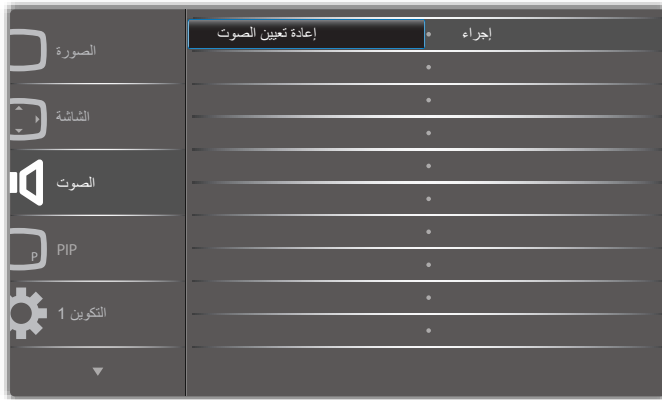 الصورة
الشاشة
الصوت
PIP
P
التكوين 1
إعادة تعيين الصوت
إجراء